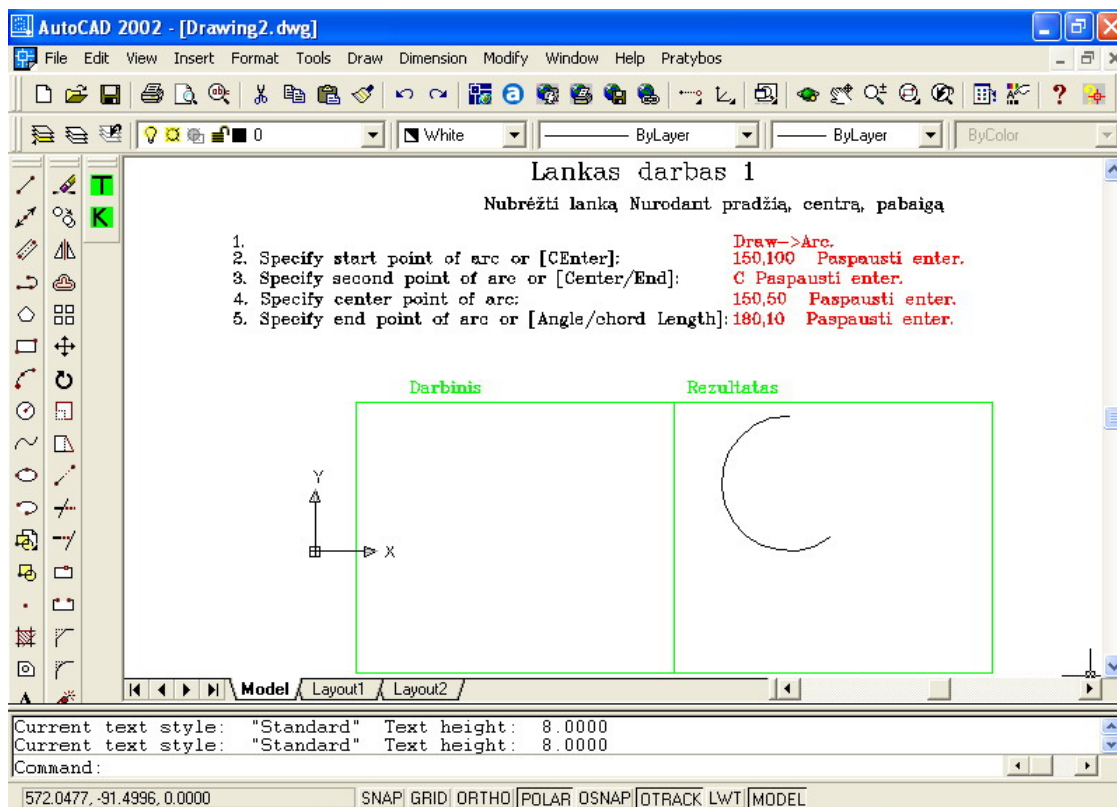 AutoCAD 2002 - [Drawing2.dwg]
File Edit View Insert Format Tools Draw Dimension Modify Window Help Pratybos
0 White ByLayer ByLayer ByColor
T
K
Lankas darbas 1
Nubrėžti lanką Nurodant pradžią, centrą, pabaigą
1. Draw->Arc.
2. Specify start point of arc or [CEnter]: 150,100 Paspausti enter.
3. Specify second point of arc or [Center/End]: C Paspausti enter.
4. Specify center point of arc: 150,50 Paspausti enter.
5. Specify end point of arc or [Angle/chord Length]: 180,10 Paspausti enter.
Darbinis Rezultatas
Y
X
Model Layout1 Layout2
Current text style: "Standard" Text height: 8.0000
Current text style: "Standard" Text height: 8.0000
Command:
572.0477, -91.4996, 0.0000 SNAP GRID ORTHO POLAR OSNAP OTRACK LWT MODEL